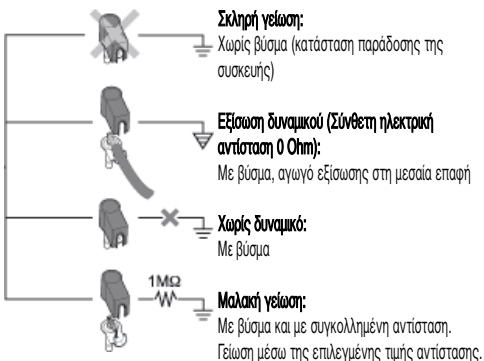 Σκληρή γείωση:
Χωρίς βύσμα (κατάσταση παράδοσης της
συσκευής)
Εξίσωση δυναμικού (Σύνθετη ηλεκτρική
αντίσταση 0 Ohm):
Με βύσμα, αγωγό εξίσωσης στη μεσαία επαφή
Χωρίς δυναμικό:
Με βύσμα
1MΩ
Μαλακή γείωση:
Με βύσμα και με συγκολλημένη αντίσταση.
Γείωση μέσω της επιλεγμένης τιμής αντίστασης.